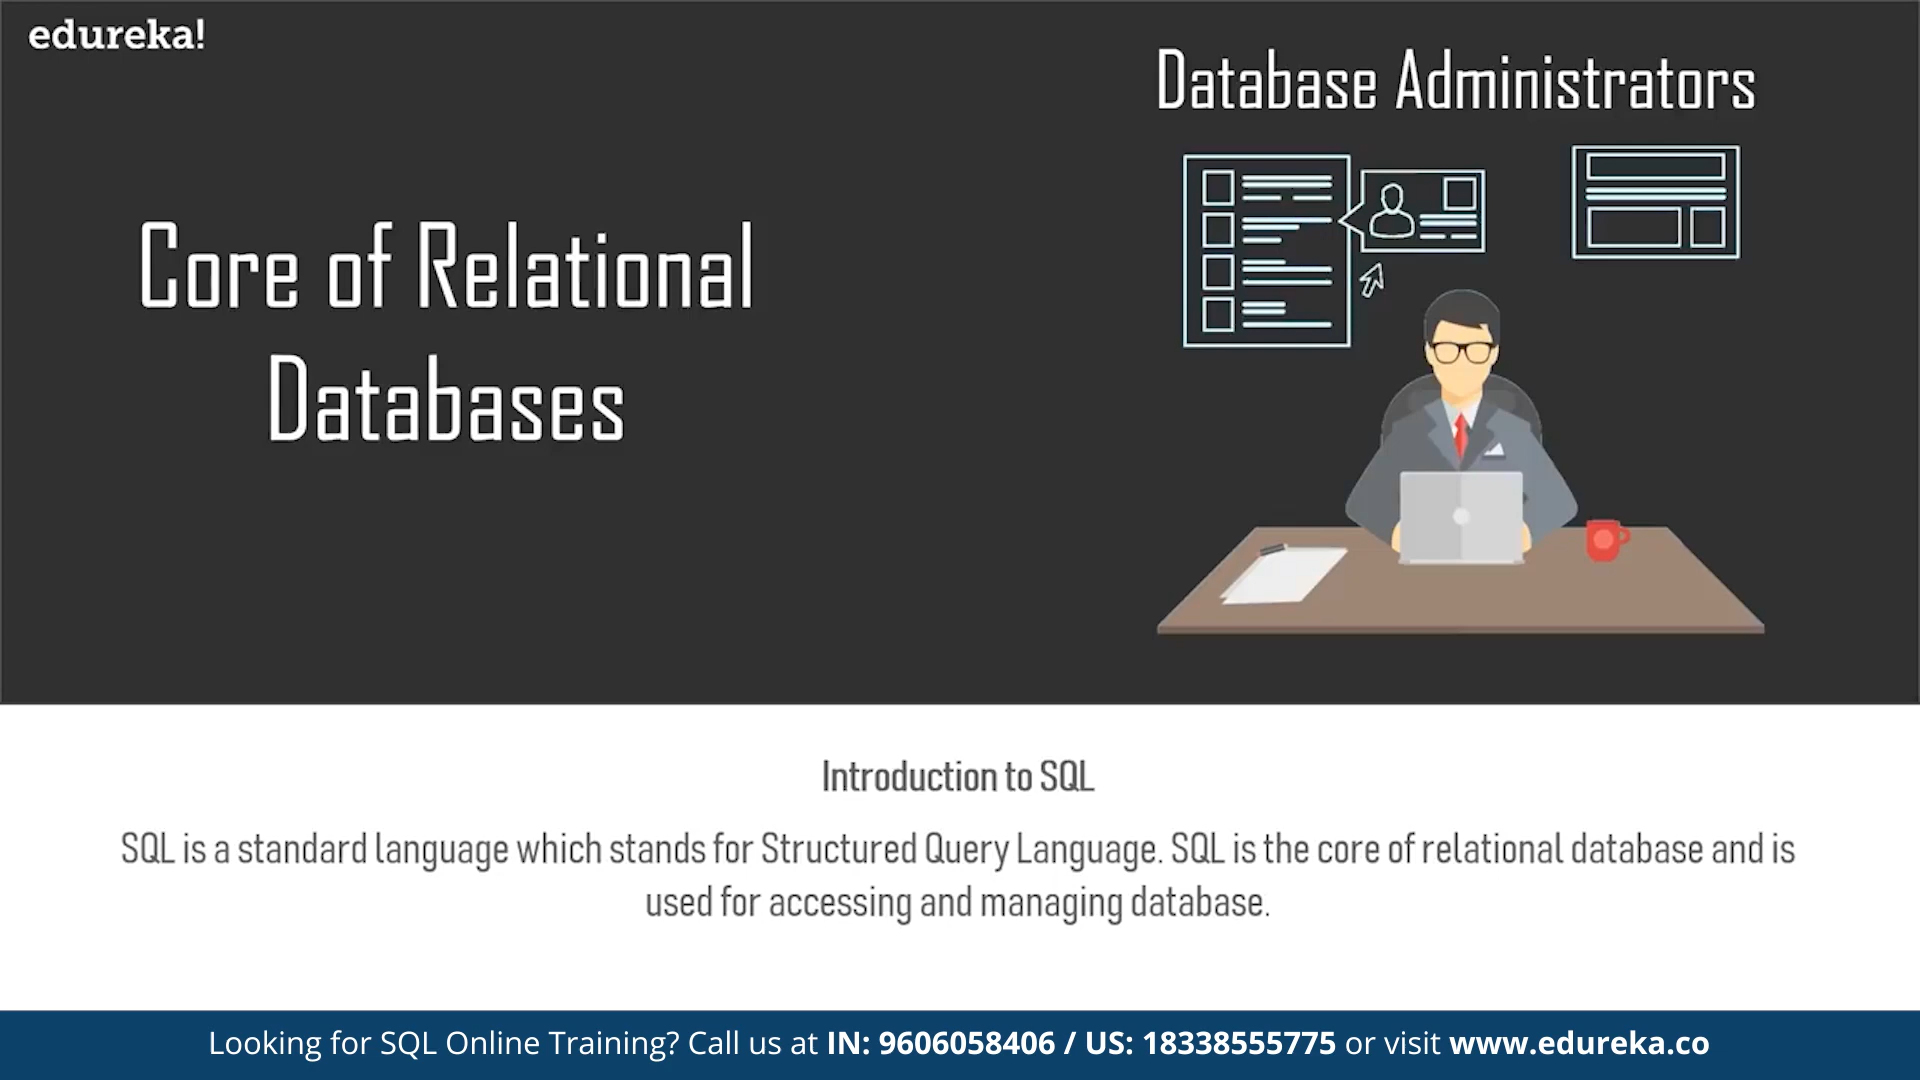 edureka!
Database Administrators
Core of Relational
Databases
Introduction to SQL
SQL is a standard language which stands for Structured Query Language. SQL is the core of relational database and is
used for accessing and managing database.
Looking for SQL Online Training? Call us at IN: 9606058406 / US: 18338555775 or visit www.edureka.co